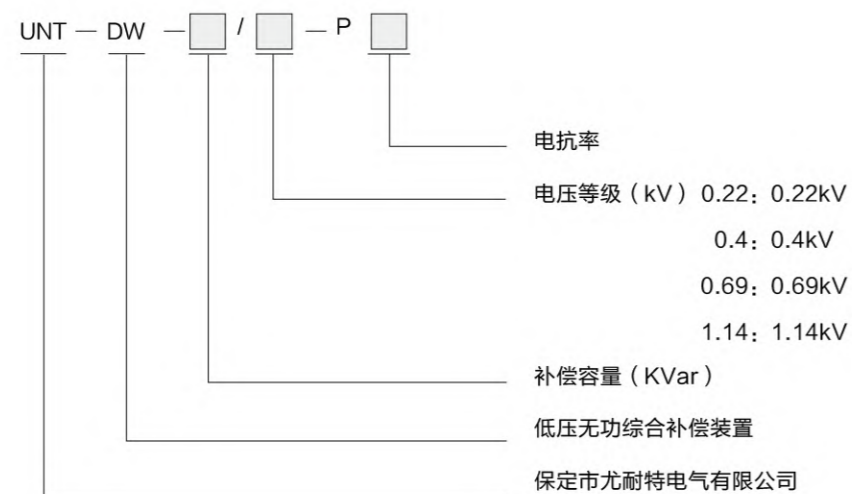 UNT — DW — □ / □ — P □
电抗率
电压等级（kV）0.22：0.22kV
0.4：0.4kV
0.69：0.69kV
1.14：1.14kV
补偿容量（KVar）
低压无功综合补偿装置
保定市尤耐特电气有限公司